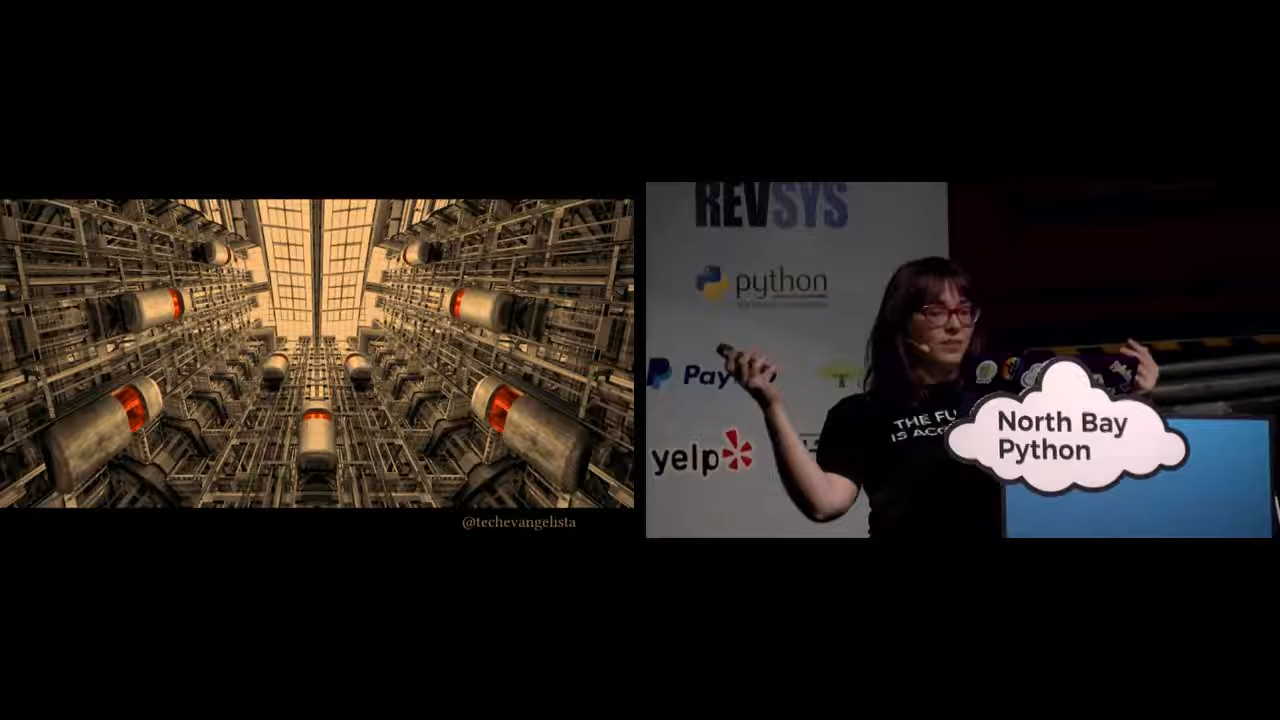 @techevangelista
REVSYS
python
Pay
yelp
THE FU
IS ACC
North Bay
Python